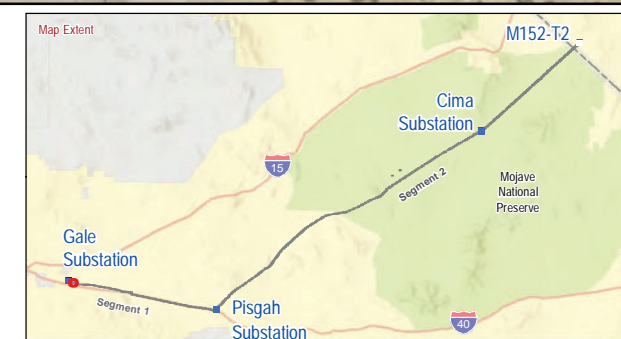 Map Extent
M152-T2
Cima
Substation
15
Segment 2
Mojave
National
Preserve
Gale
Substation
Segment 1
Pisgah
Substation
40